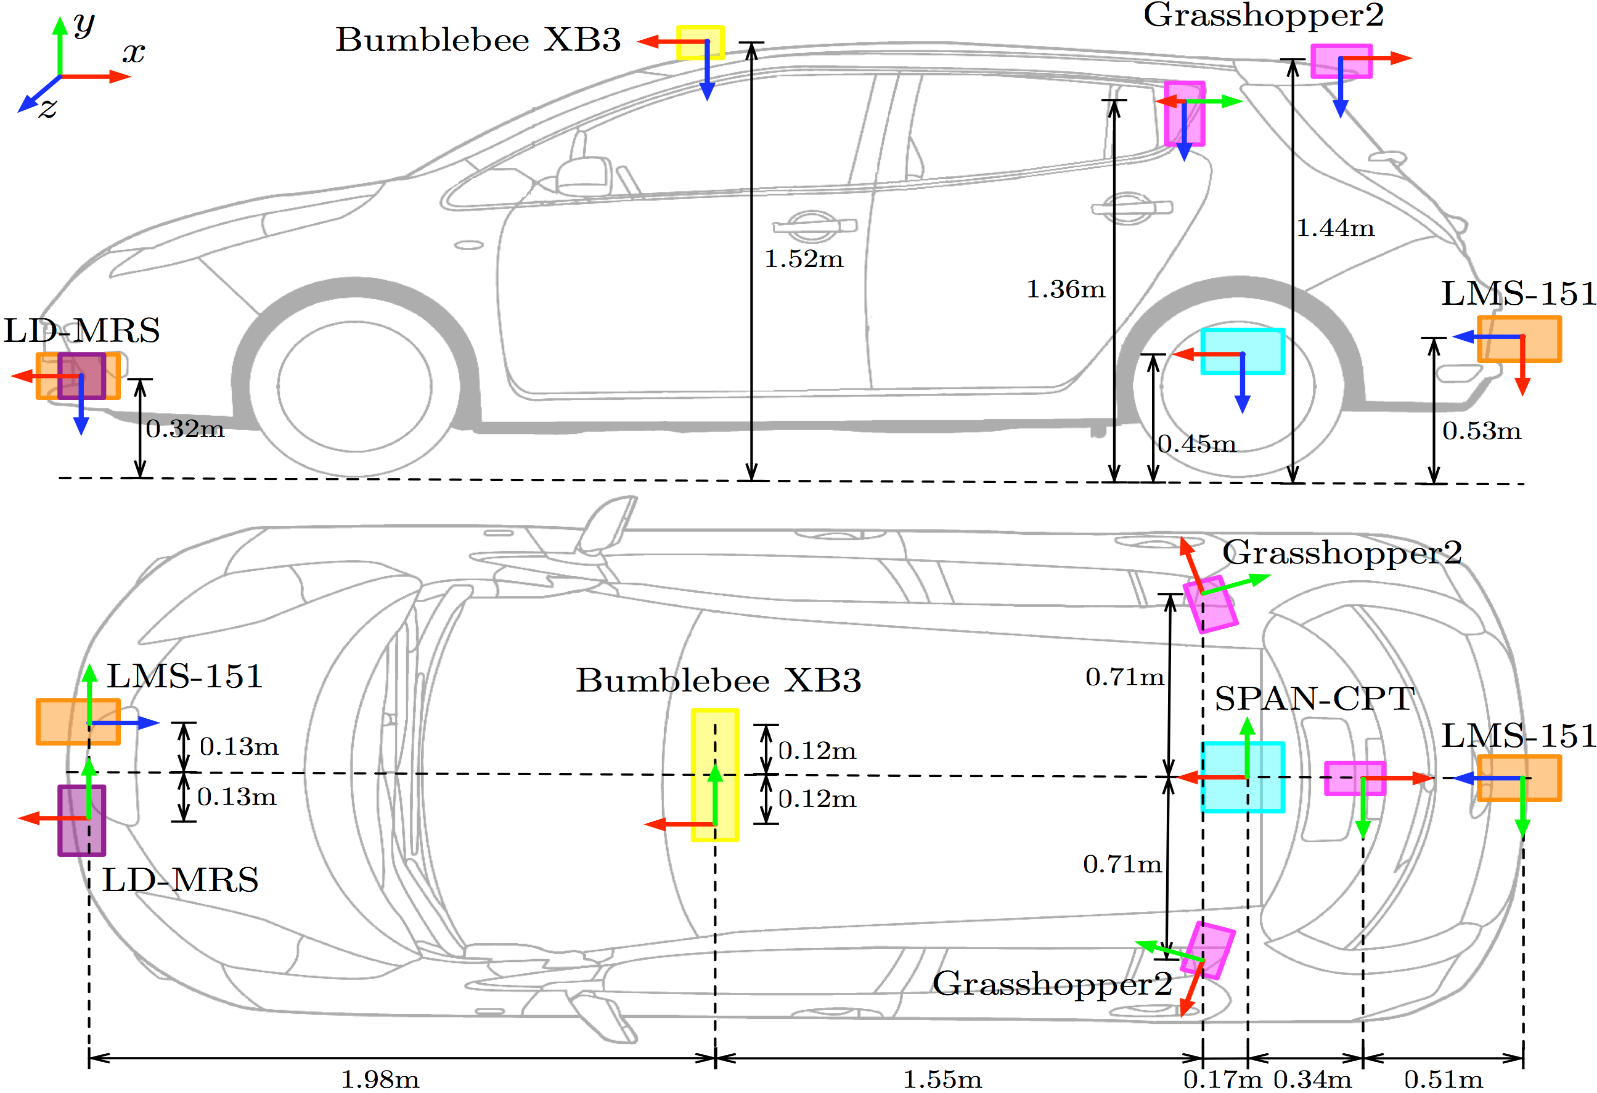 Grasshopper2
y
Bumblebee XB3
x
z
1.44m
1.52m
1.36m
LMS-151
LD-MRS
0.32m
0.45m
0.53m
Grasshopper2
LMS-151
0.71m
Bumblebee XB3
SPAN-CPT
LMS-151
0.13m
0.12m
0.13m
0.12m
0.71m
LD-MRS
Grasshopper2
1.98m
1.55m
0.17m
0.34m
0.51m